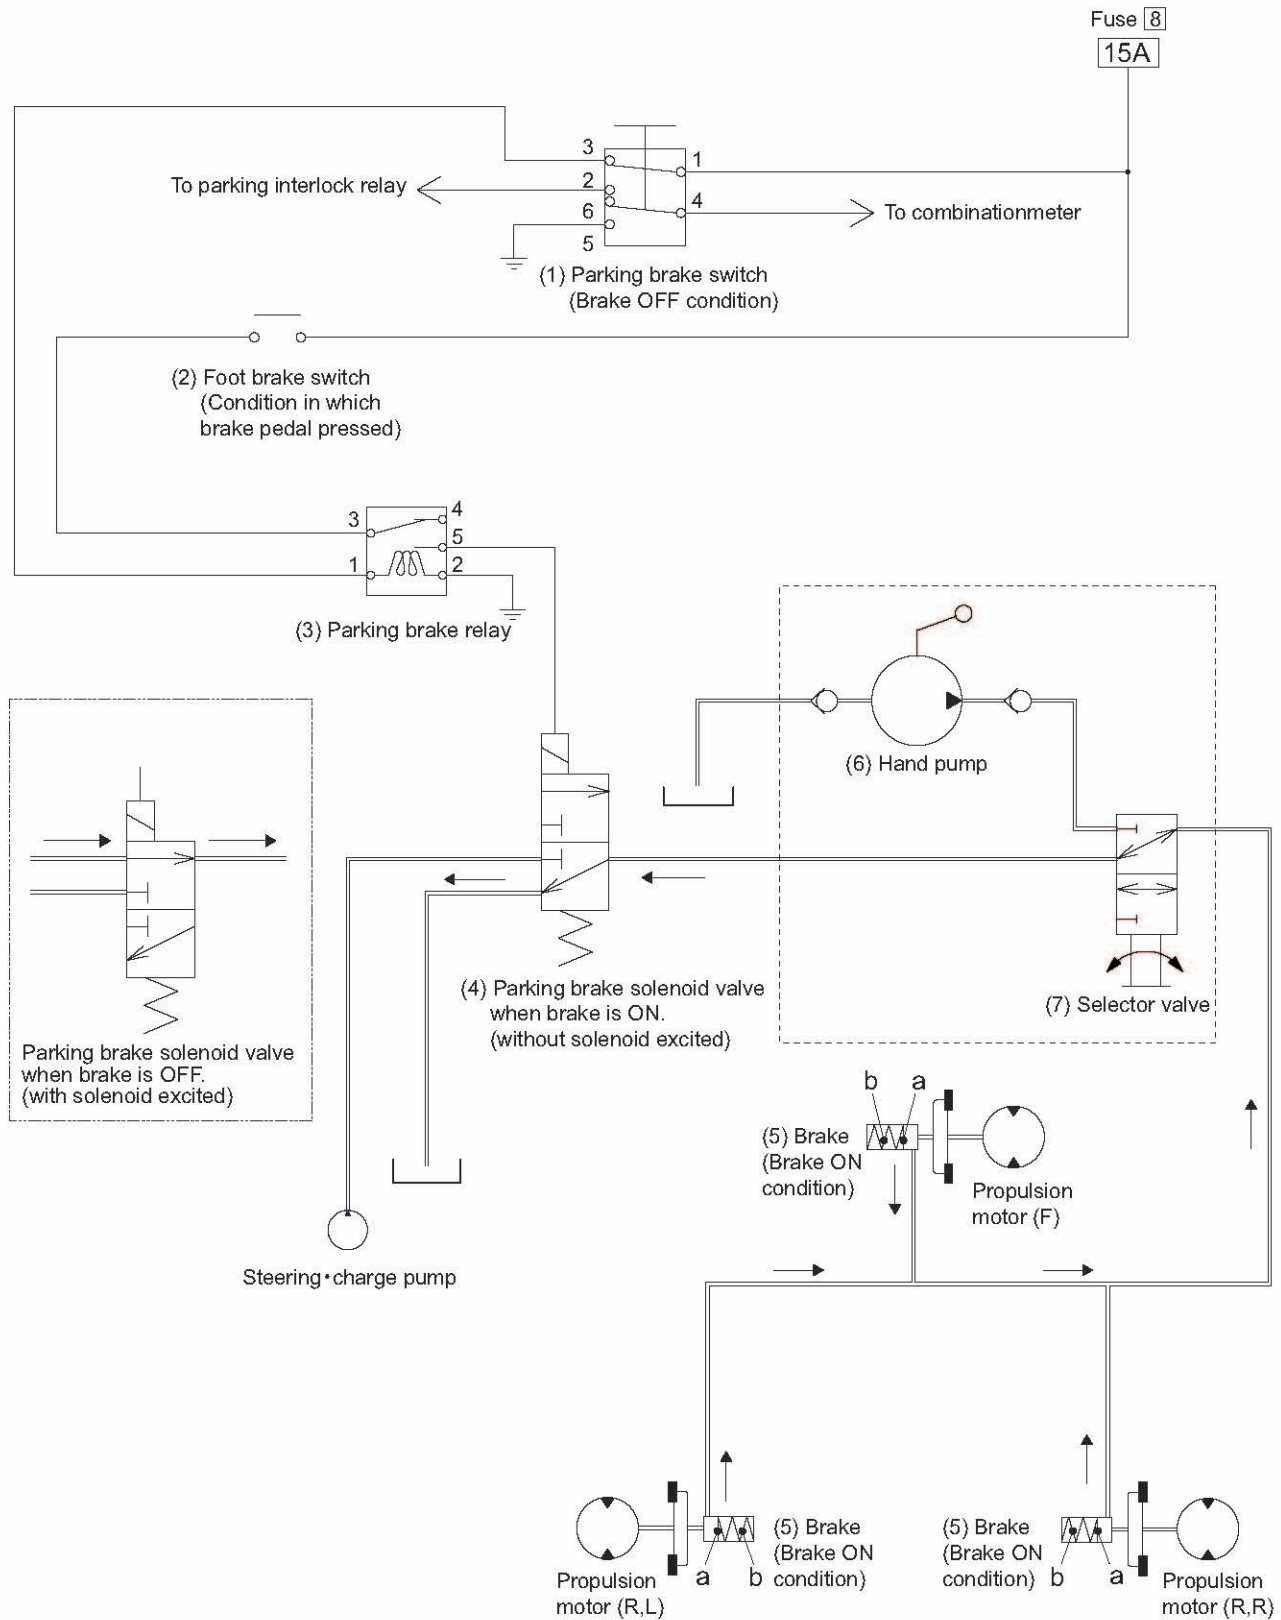 Fuse 8
15A
3
1
To parking interlock relay
2
6
4
To combinationmeter
5
(1) Parking brake switch
(Brake OFF condition)
(2) Foot brake switch
(Condition in which
brake pedal pressed)
3
4
5
1
2
(3) Parking brake relay
(6) Hand pump
(4) Parking brake solenoid valve
when brake is ON.
(without solenoid excited)
(7) Selector valve
Parking brake solenoid valve
when brake is OFF.
(with solenoid excited)
b
a
(5) Brake
(Brake ON
condition)
Propulsion
motor (F)
Steering・charge pump
(5) Brake
(Brake ON
condition)
a
b
Propulsion
motor (R,L)
(5) Brake
(Brake ON
condition)
b
a
Propulsion
motor (R,R)